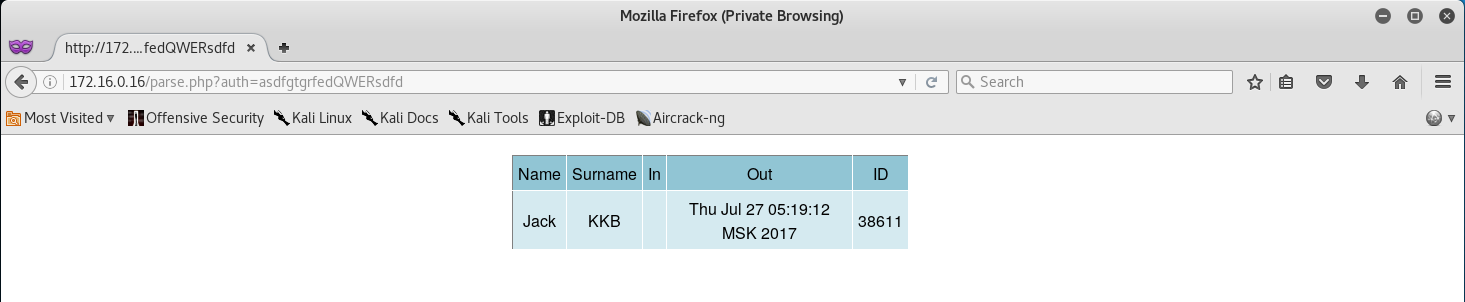 Mozilla Firefox (Private Browsing)
http://172....fedQWERsdfd
172.16.0.16/parse.php?auth=asdfgtgrfedQWERsdfd
Search
Most Visited Offensive Security Kali Linux Kali Docs Kali Tools Exploit-DB Aircrack-ng
Name Surname In Out ID
Jack KKB Thu Jul 27 05:19:12 38611
MSK 2017